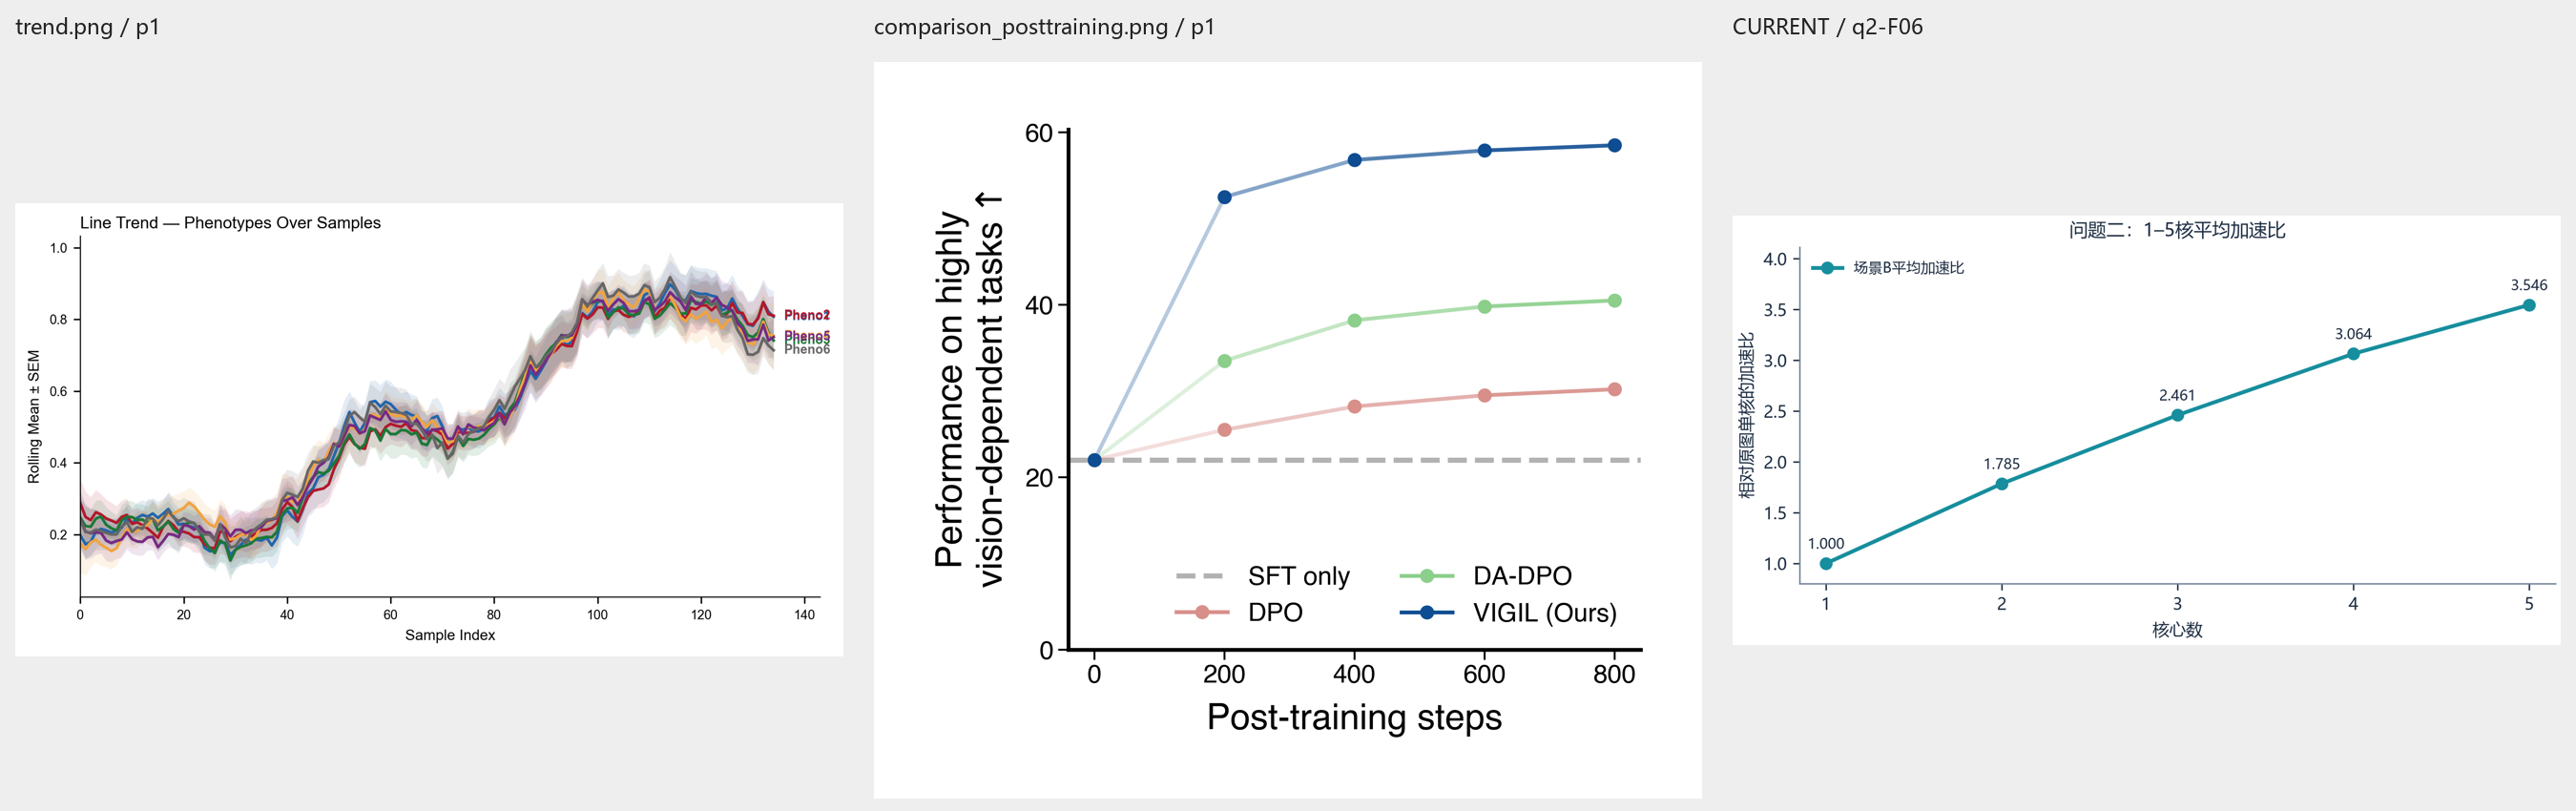 trend.png / p1
Line Trend — Phenotypes Over Samples
Rolling Mean ± SEM
1.0
0.8
0.6
0.4
0.2
0
20
40
60
80
100
120
140
Sample Index
Pheno2
Pheno5
Pheno6
comparison_posttraining.png / p1
Performance on highly
vision-dependent tasks ↑
60
40
20
0
SFT only
DA-DPO
DPO
VIGIL (Ours)
0
200
400
600
800
Post-training steps
CURRENT / q2-F06
问题二：1–5核平均加速比
场景B平均加速比
相对原图单核的加速比
4.0
3.5
3.0
2.5
2.0
1.5
1.0
1.000
1.785
2.461
3.064
3.546
1
2
3
4
5
核心数